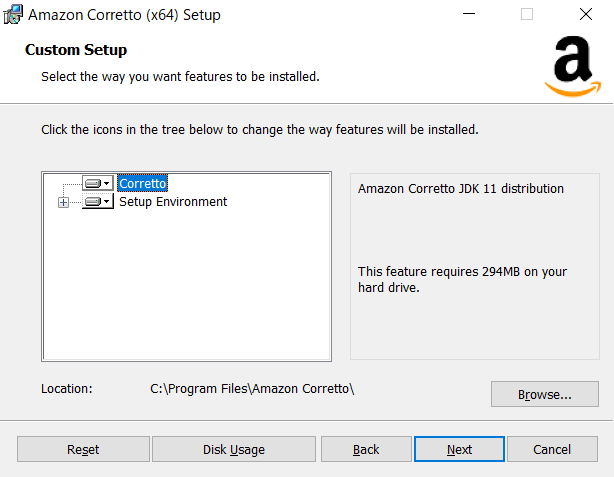 Amazon Corretto (x64) Setup
Custom Setup
Select the way you want features to be installed.
a
Click the icons in the tree below to change the way features will be installed.
Corretto
Setup Environment
Amazon Corretto JDK 11 distribution
This feature requires 294MB on your
hard drive.
Location: C:\Program Files\Amazon Corretto\
Browse...
Reset Disk Usage Back Next Cancel